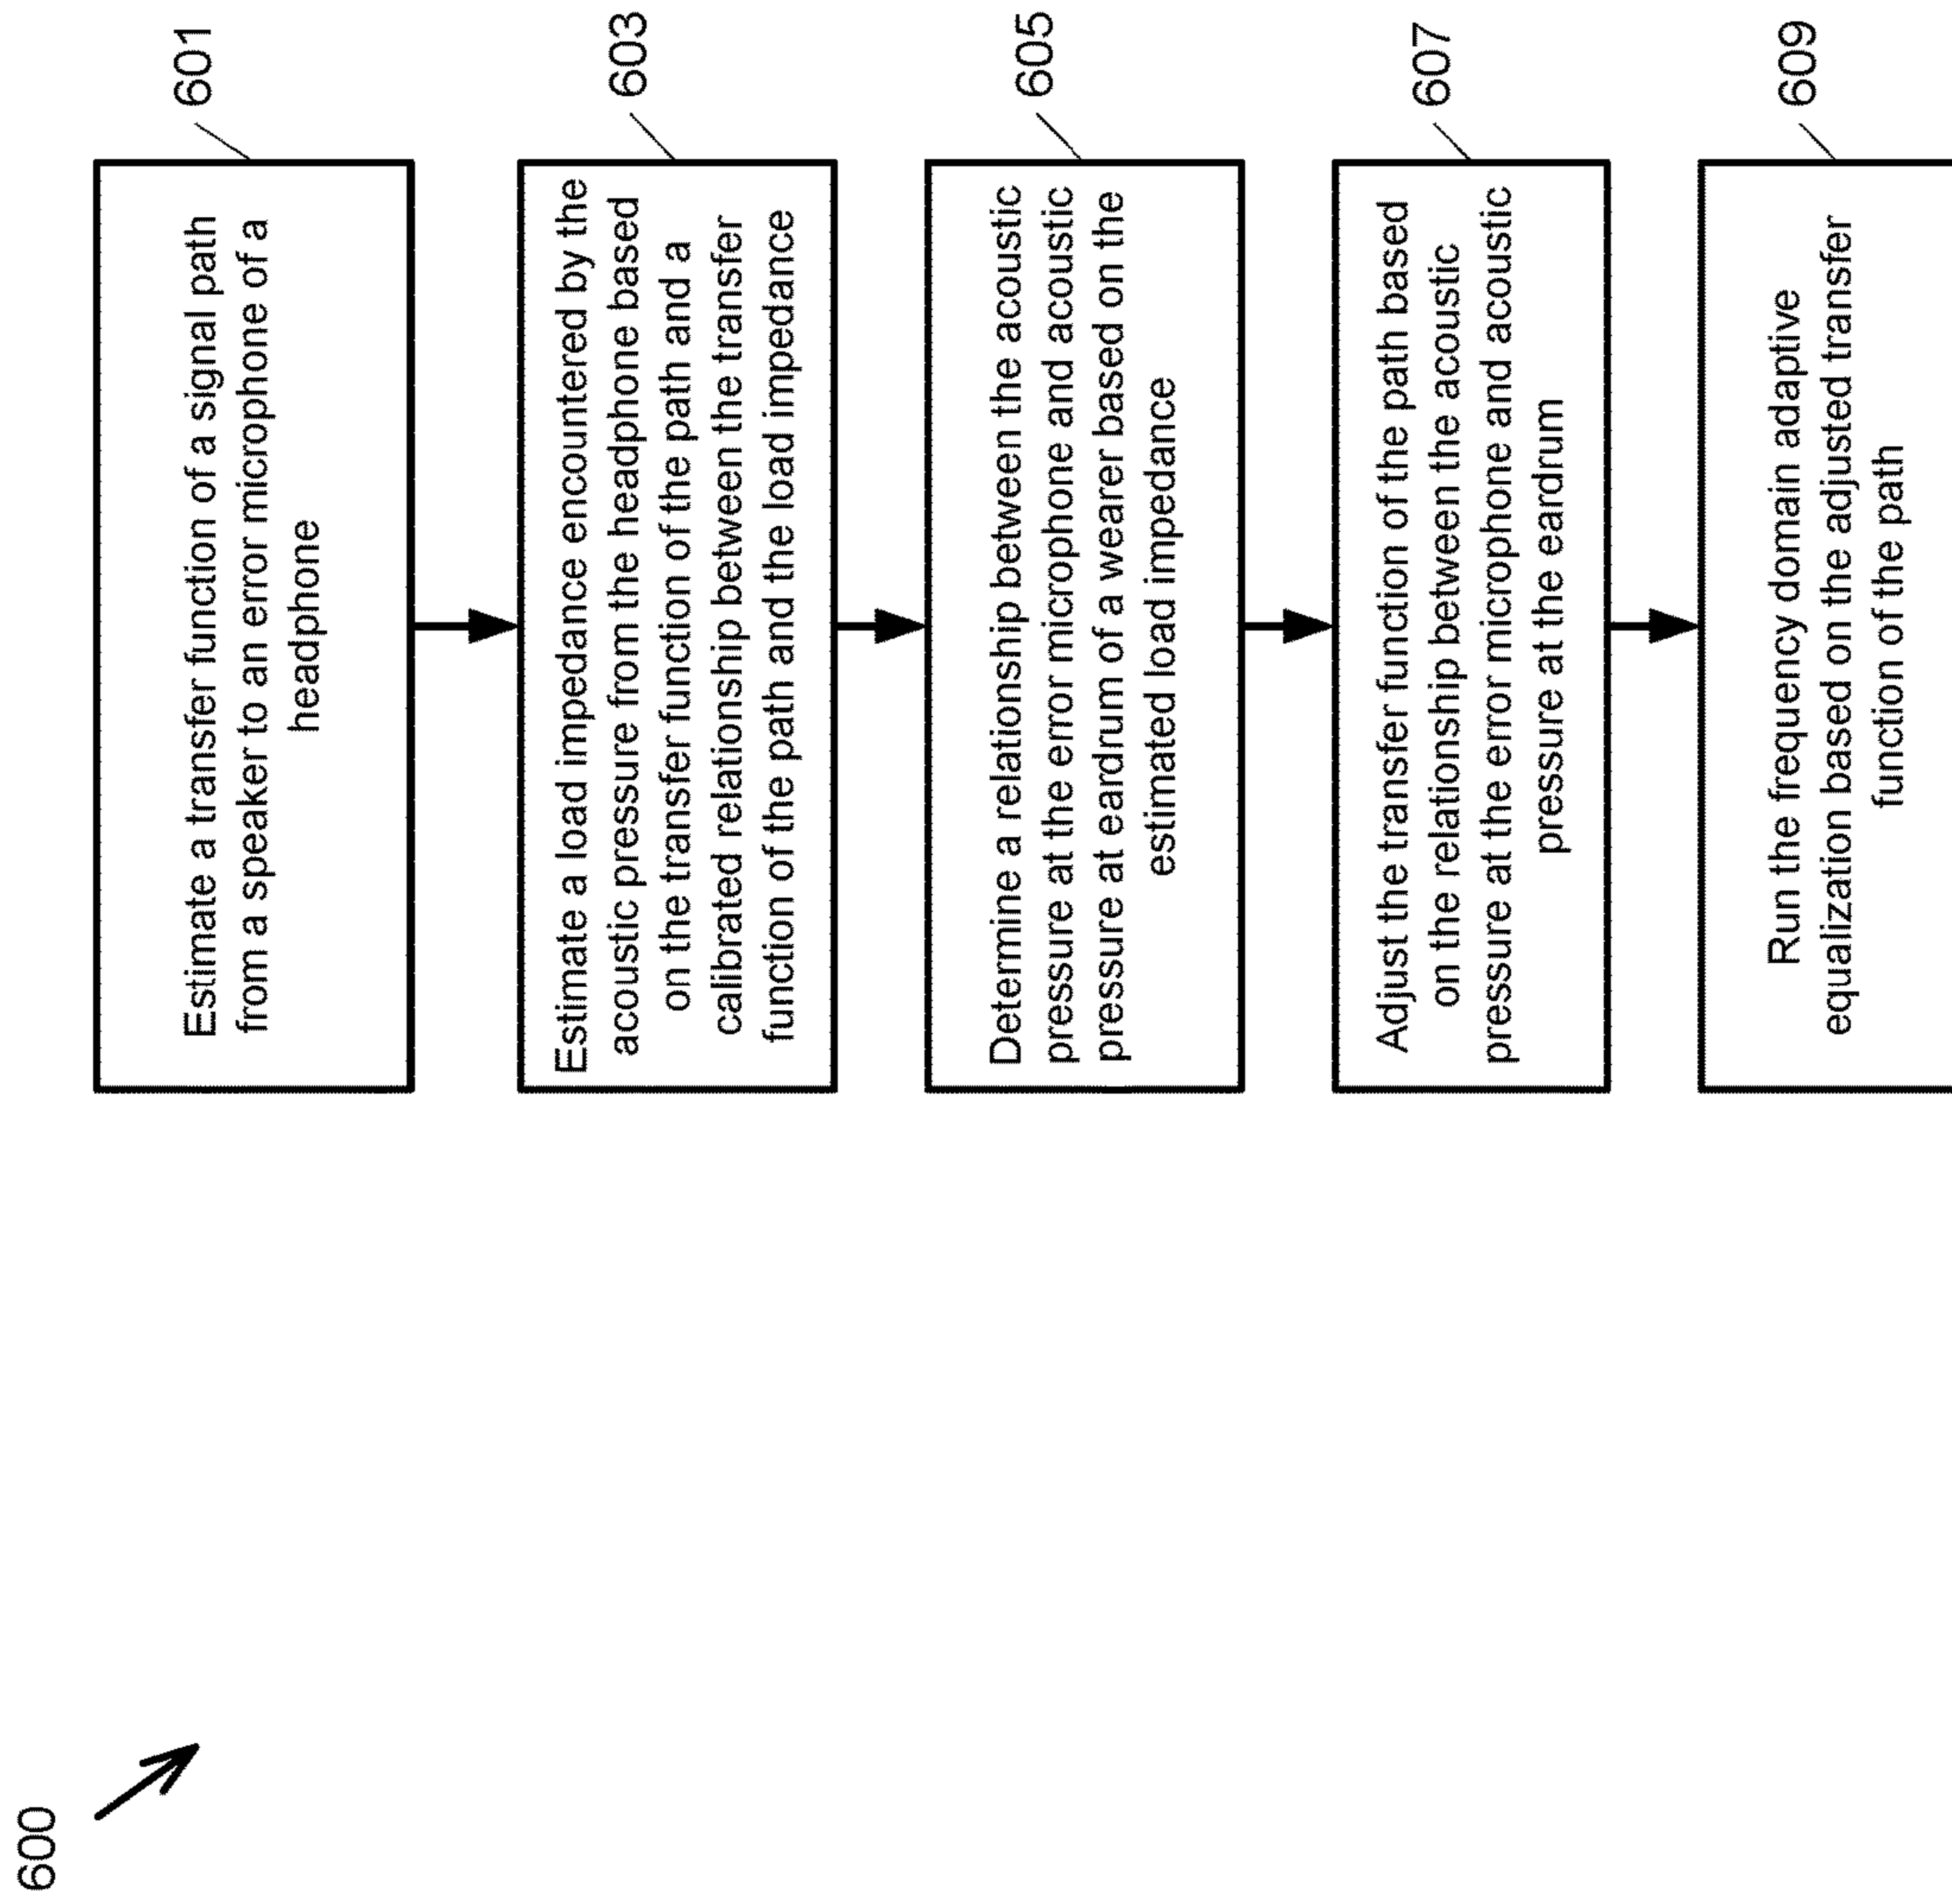 600
601
Estimate a transfer function of a signal path
from a speaker to an error microphone of a
headphone
603
Estimate a load impedance encountered by the
acoustic pressure from the headphone based
on the transfer function of the path and a
calibrated relationship between the transfer
function of the path and the load impedance
605
Determine a relationship between the acoustic
pressure at the error microphone and acoustic
pressure at eardrum of a wearer based on the
estimated load impedance
607
Adjust the transfer function of the path based
on the relationship between the acoustic
pressure at the error microphone and acoustic
pressure at the eardrum
609
Run the frequency domain adaptive
equalization based on the adjusted transfer
function of the path